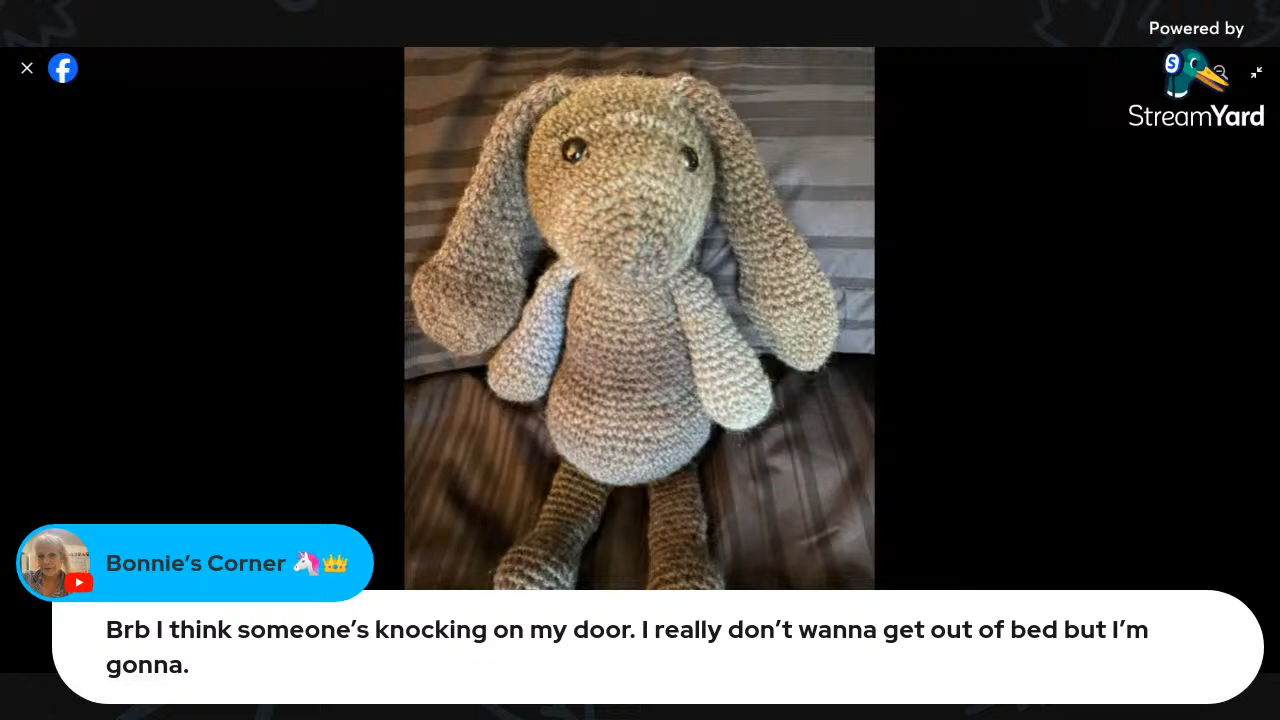 Powered by
StreamYard
Bonnie’s Corner 🦄👑
Brb I think someone’s knocking on my door. I really don’t wanna get out of bed but I’m
gonna.